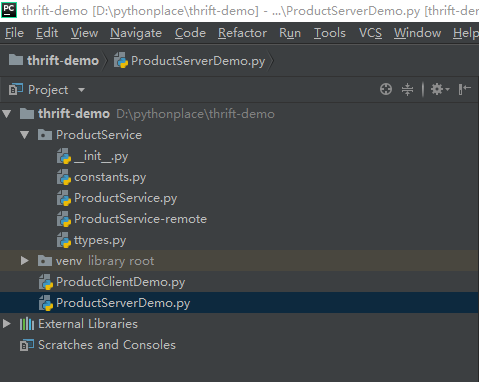 PC thrift-demo [D:\pythonplace\thrift-demo] - ...\ProductServerDemo.py [thrift-den
File Edit View Navigate Code Refactor Run Tools VCS Window Help
thrift-demo ProductServerDemo.py
Project
thrift-demo D:\pythonplace\thrift-demo
ProductService
__init__.py
constants.py
ProductService.py
ProductService-remote
ttypes.py
venv library root
ProductClientDemo.py
ProductServerDemo.py
External Libraries
Scratches and Consoles